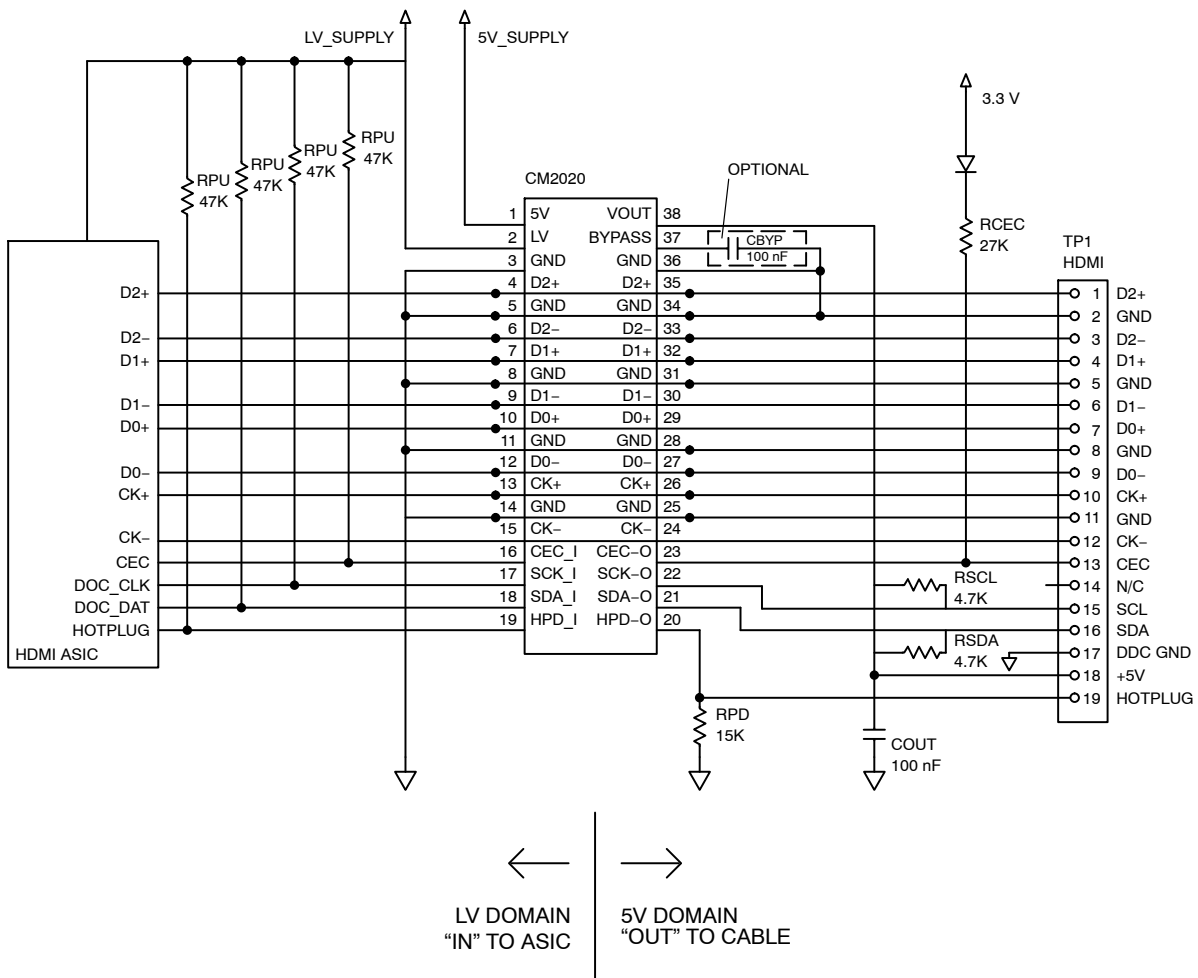 LV_SUPPLY
5V_SUPPLY
3.3 V
RPU
47K
RPU
47K
RPU
47K
RPU
47K
OPTIONAL
CM2020
RCEC
27K
TP1
HDMI
CBYP
100 nF
1 5V VOUT 38
2 LV BYPASS 37
3 GND GND 36
D2+ 4 D2+ D2+ 35 1 D2+
5 GND GND 34 2 GND
D2− 6 D2− D2− 33 3 D2−
D1+ 7 D1+ D1+ 32 4 D1+
8 GND GND 31 5 GND
D1− 9 D1− D1− 30 6 D1−
D0+ 10 D0+ D0+ 29 7 D0+
11 GND GND 28 8 GND
D0− 12 D0− D0− 27 9 D0−
CK+ 13 CK+ CK+ 26 10 CK+
14 GND GND 25 11 GND
CK− 15 CK− CK− 24 12 CK−
CEC 16 CEC_I CEC−O 23 13 CEC
DOC_CLK 17 SCK_I SCK−O 22 14 N/C
DOC_DAT 18 SDA_I SDA−O 21 15 SCL
HOTPLUG 19 HPD_I HPD−O 20 16 SDA
17 DDC GND
18 +5V
19 HOTPLUG
RSCL
4.7K
RSDA
4.7K
HDMI ASIC
RPD
15K
COUT
100 nF
LV DOMAIN
“IN” TO ASIC
5V DOMAIN
“OUT” TO CABLE